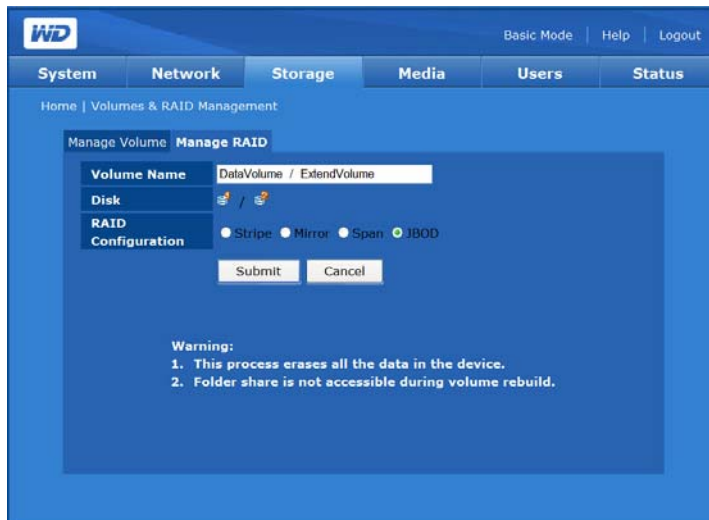 WD
Basic Mode | Help | Logout
System Network Storage Media Users Status
Home | Volumes & RAID Management
Manage Volume Manage RAID
Volume Name DataVolume / ExtendVolume
Disk /
RAID Configuration Stripe Mirror Span JBOD
Submit Cancel
Warning:
1. This process erases all the data in the device.
2. Folder share is not accessible during volume rebuild.